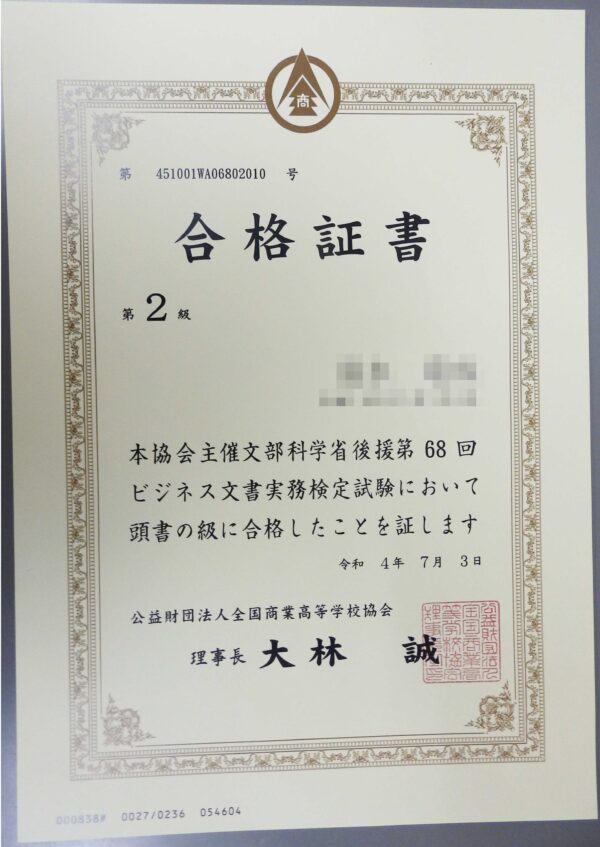 商
第 451001WA06802010 号
合格証書
第2級
本協会主催文部科学省後援第68回
ビジネス文書実務検定試験において
頭書の級に合格したことを証します
令和 4年 7月 3日
公益財団法人全国商業高等学校協会
理事長 大林 誠
000838# 0027/0236 054604